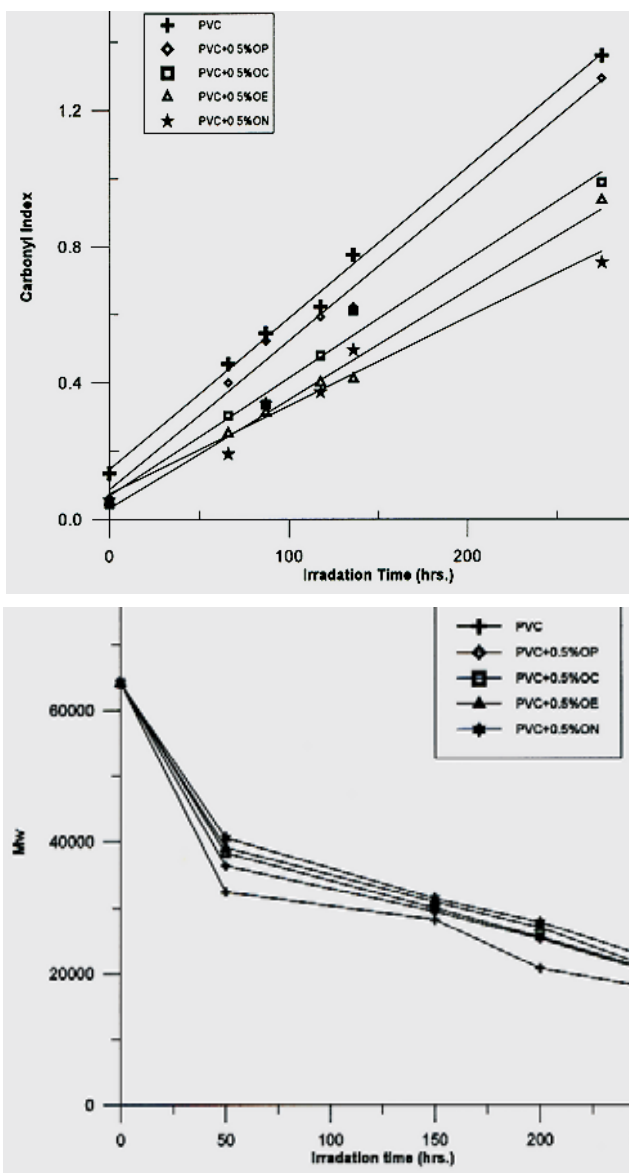 PVC
PVC+0 5%OP
PVC+0 5%OC
PVC+0 5%OE
PVC+0 5%ON
1.2
0.8
0.4
0.0
Carbonyl Index
0
100
200
Irradation Time (hrs.)
PVC
PVC+0.5%OP
PVC+0.5%OC
PVC+0.5%OE
PVC+0.5%ON
60000
40000
20000
0
Mw
0
50
100
150
200
Irradation time (hrs.)